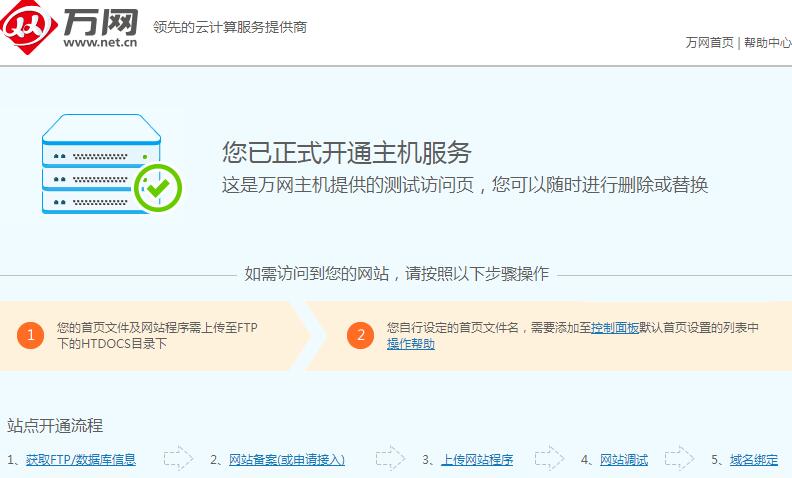 万网
www.net.cn
领先的云计算服务提供商
万网首页 | 帮助中心
您已正式开通主机服务
这是万网主机提供的测试访问页，您可以随时进行删除或替换
如需访问到您的网站，请按照以下步骤操作
1
您的首页文件及网站程序需上传至FTP
下的HTDOCS目录下
2
您自行设定的首页文件名，需要添加至控制面板默认首页设置的列表中
操作帮助
站点开通流程
1、获取FTP/数据库信息 2、网站备案(或申请接入) 3、上传网站程序 4、网站调试 5、域名绑定